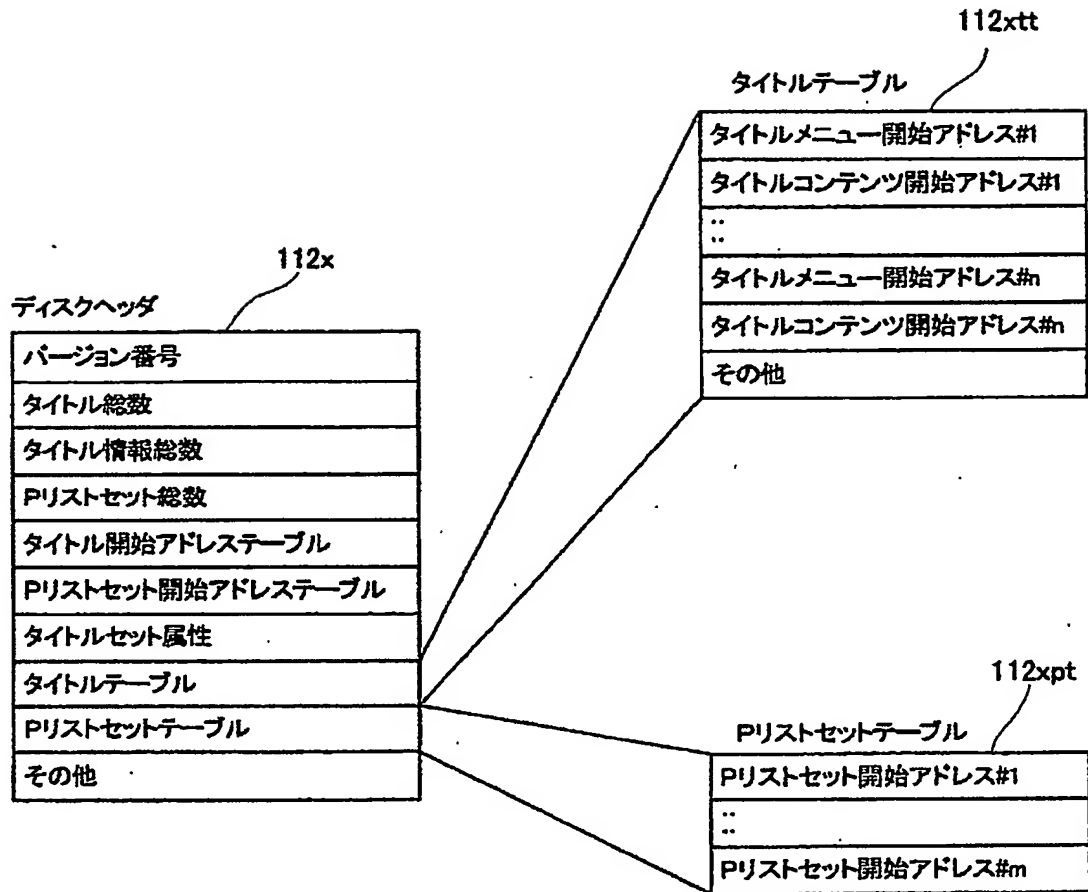 112xtt
タイトルテーブル
タイトルメニュー開始アドレス#1
タイトルコンテンツ開始アドレス#1
::
タイトルメニュー開始アドレス#n
タイトルコンテンツ開始アドレス#n
その他
112x
ディスクヘッダ
バージョン番号
タイトル総数
タイトル情報総数
Pリストセット総数
タイトル開始アドレステーブル
Pリストセット開始アドレステーブル
タイトルセット属性
タイトルテーブル
Pリストセットテーブル
その他
112xpt
Pリストセットテーブル
Pリストセット開始アドレス#1
::
Pリストセット開始アドレス#m